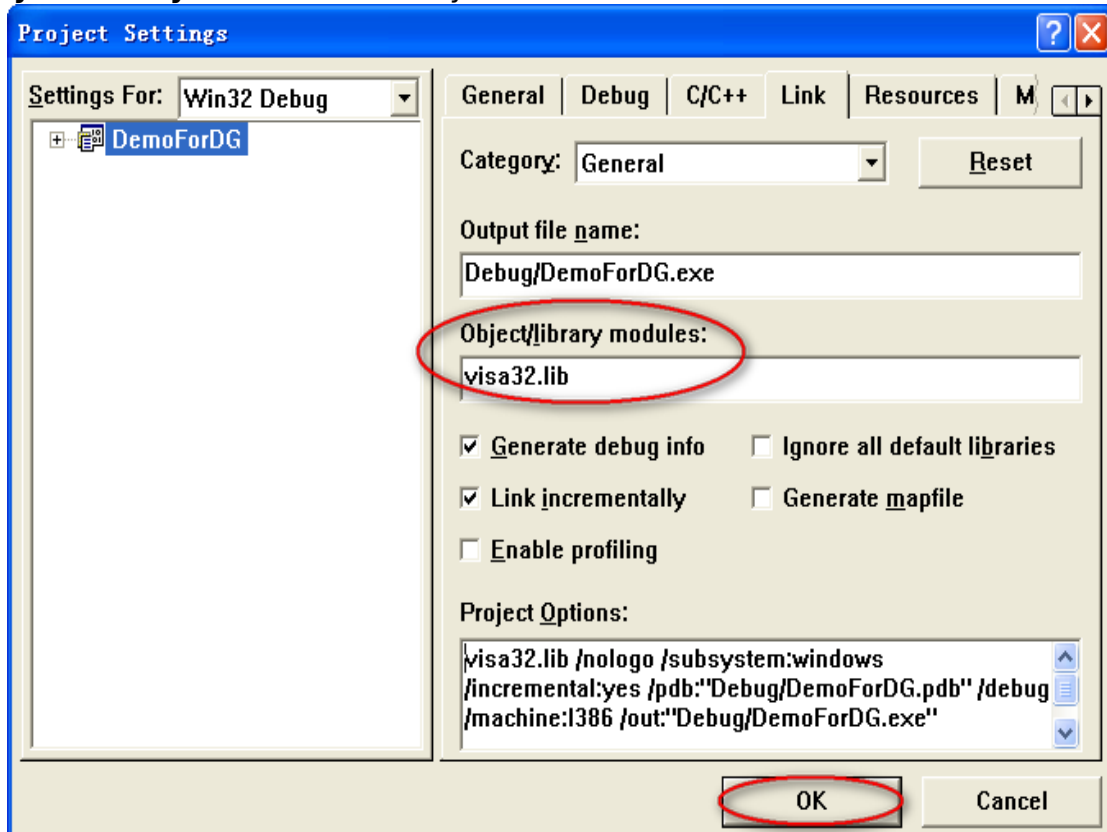 Project Settings
Settings For: Win32 Debug
DemoForDG
General Debug C/C++ Link Resources M
Category: General Reset
Output file name:
Debug/DemoForDG.exe
Object/library modules:
visa32.lib
Generate debug info Ignore all default libraries
Link incrementally Generate mapfile
Enable profiling
Project Options:
visa32.lib /nologo /subsystem:windows
/incremental:yes /pdb:"Debug/DemoForDG.pdb" /debug
/machine:I386 /out:"Debug/DemoForDG.exe"
OK Cancel